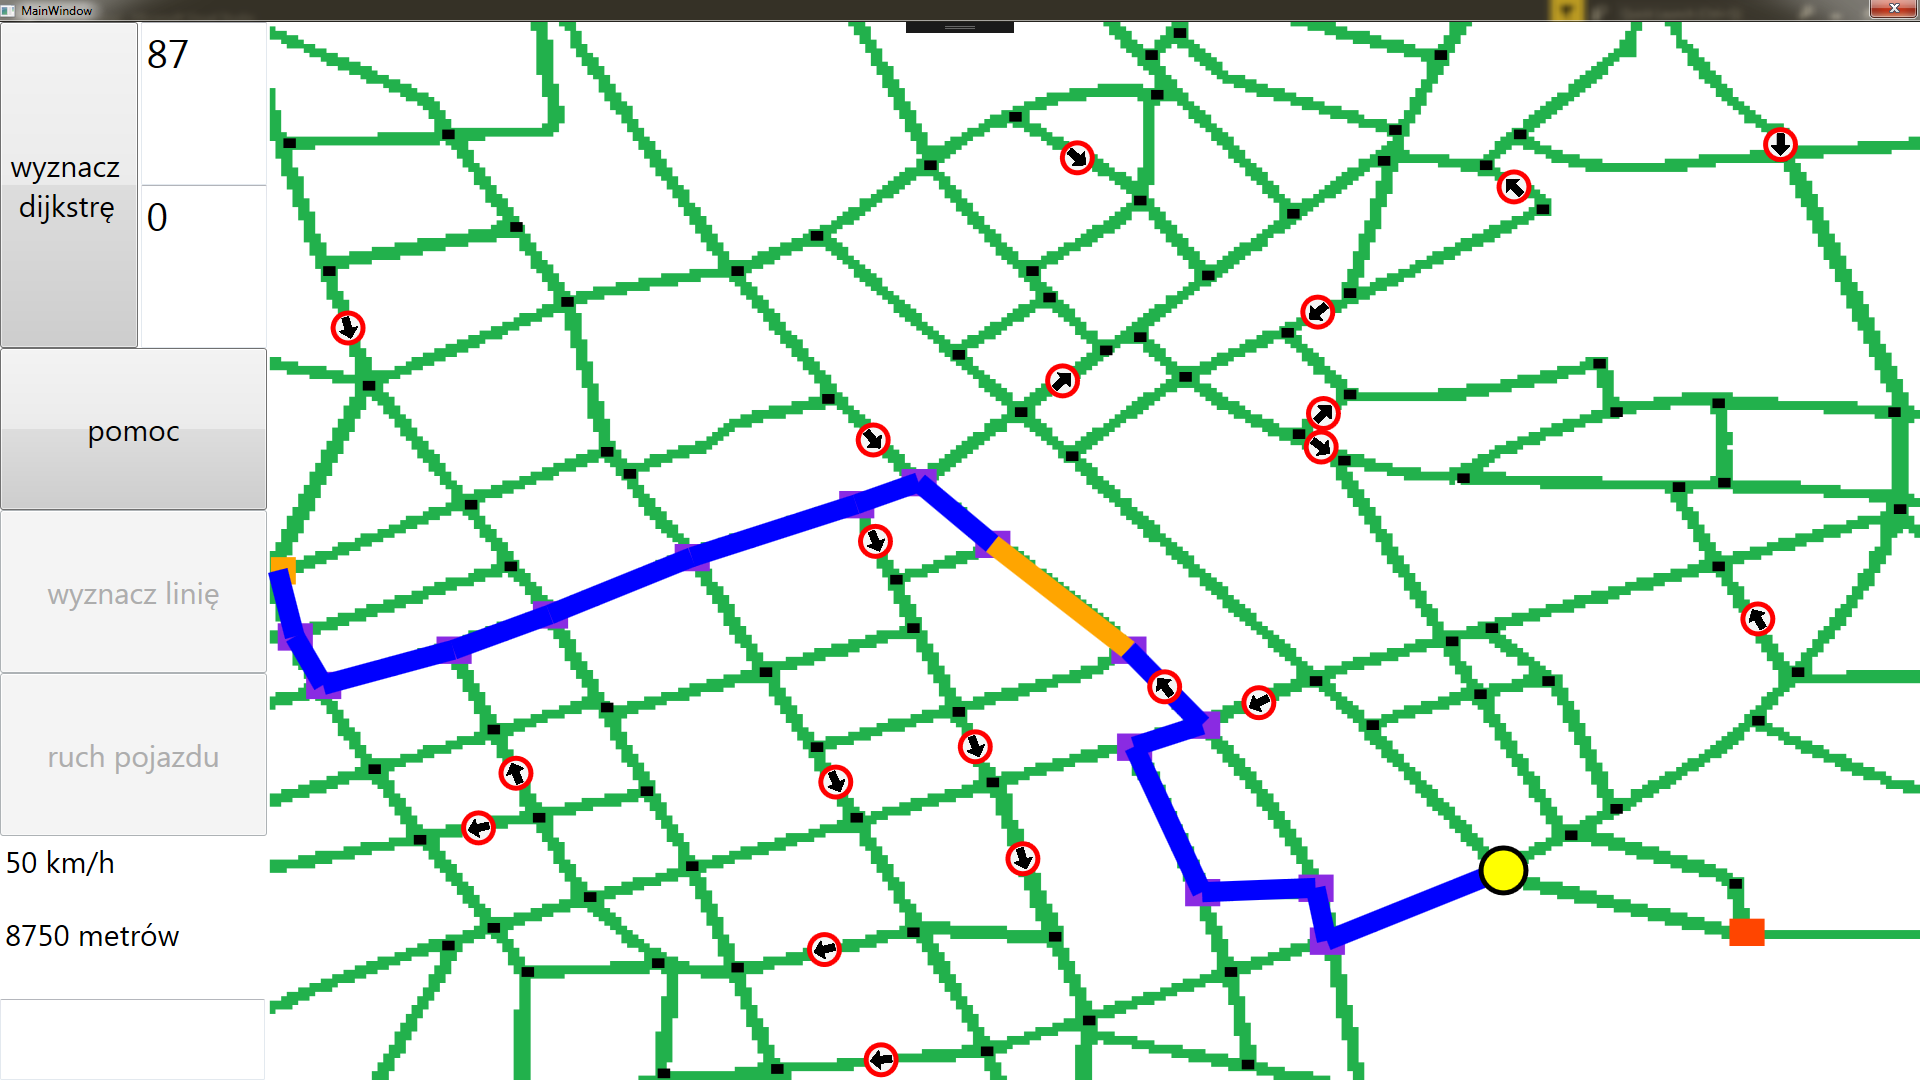 MainWindow
87
wyznacz
dijkstrę
0
pomoc
wyznacz linię
ruch pojazdu
50 km/h
8750 metrów